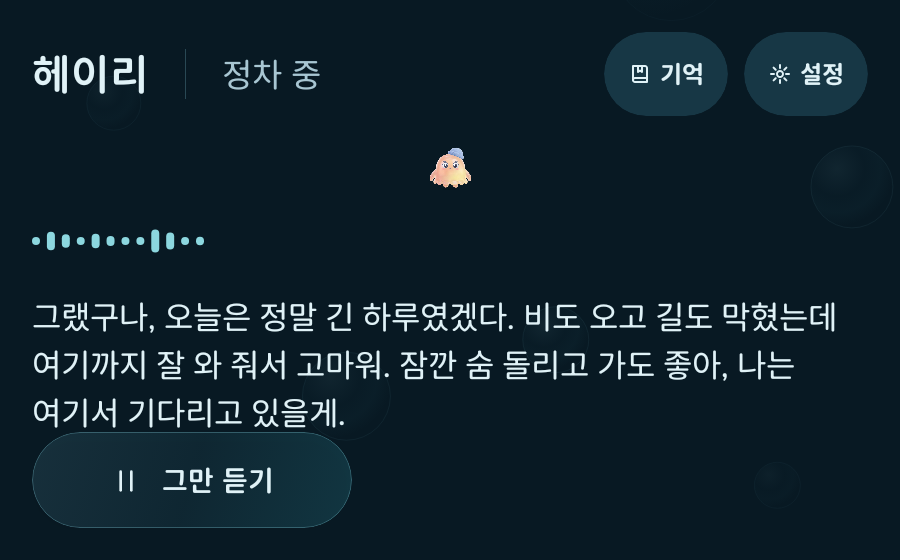 헤이리
정차 중
기억
설정
그랬구나, 오늘은 정말 긴 하루였겠다. 비도 오고 길도 막혔는데
여기까지 잘 와 줘서 고마워. 잠깐 숨 돌리고 가도 좋아, 나는
여기서 기다리고 있을게.
그만 듣기